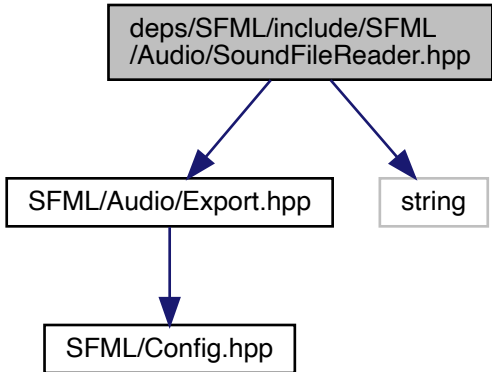 deps/SFML/include/SFML
/Audio/SoundFileReader.hpp
SFML/Audio/Export.hpp
string
SFML/Config.hpp